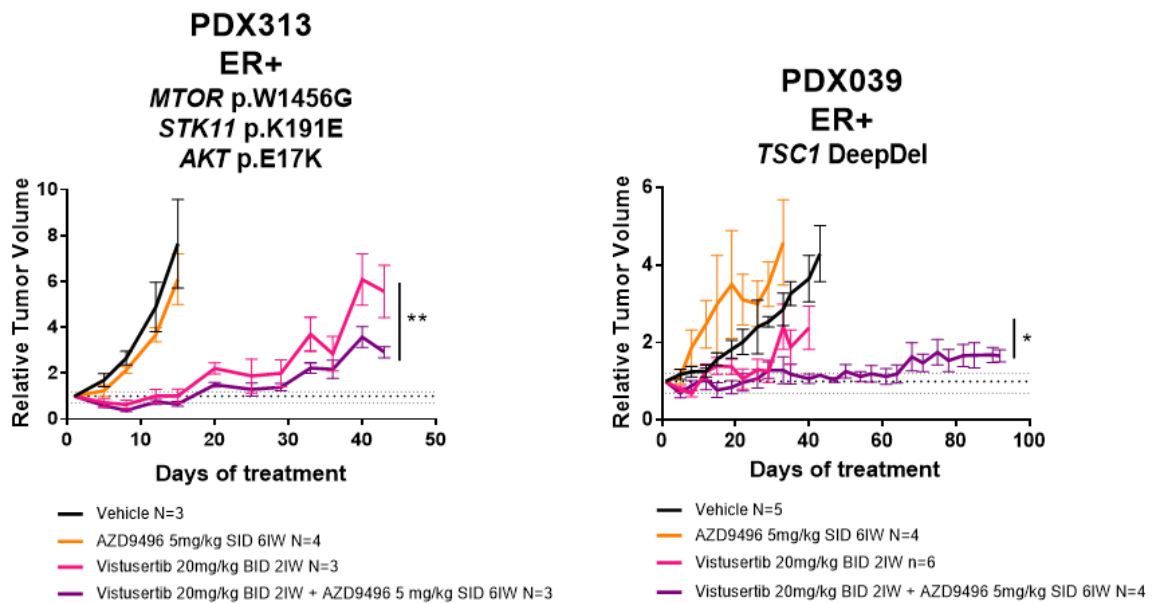 PDX313
ER+
MTOR p.W1456G
STK11 p.K191E
AKT p.E17K
Relative Tumor Volume
10
8
6
4
2
0
0 10 20 30 40 50
**
Days of treatment
Vehicle N=3
AZD9496 5mg/kg SID 6IW N=4
Vistusertib 20mg/kg BID 2IW N=3
Vistusertib 20mg/kg BID 2IW + AZD9496 5 mg/kg SID 6IW N=3
PDX039
ER+
TSC1 DeepDel
Relative Tumor Volume
6
4
2
0
0 20 40 60 80 100
*
Days of treatment
Vehicle N=5
AZD9496 5mg/kg SID 6IW N=4
Vistusertib 20mg/kg BID 2IW n=6
Vistusertib 20mg/kg BID 2IW + AZD9496 5mg/kg SID 6IW N=4